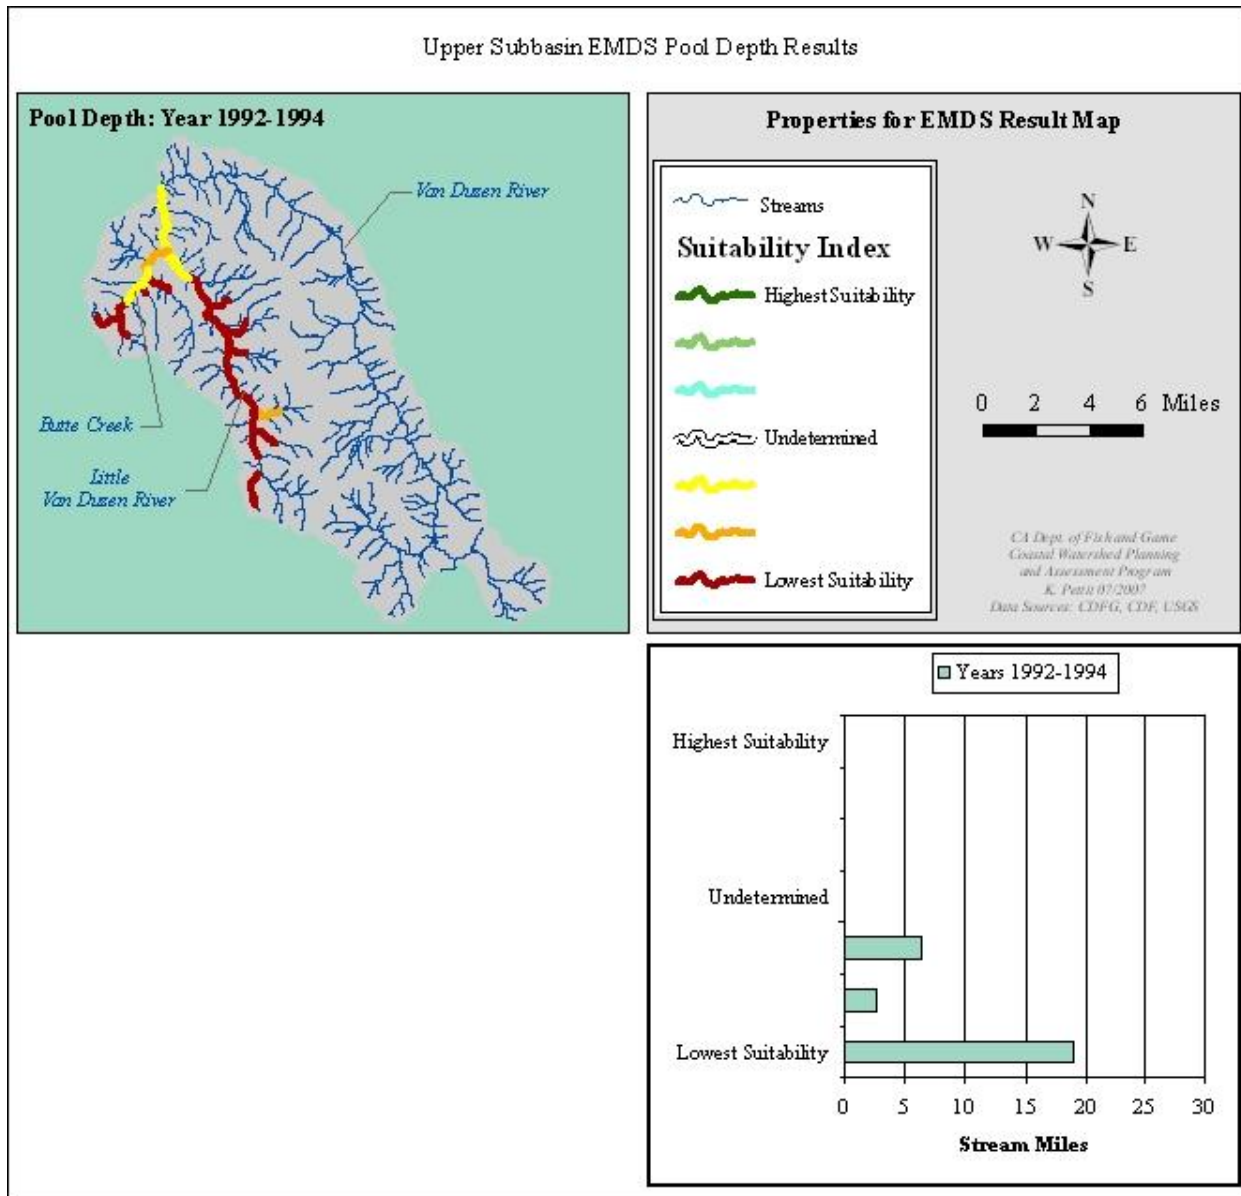 Upper Subbasin EMDS Pool Depth Results
Pool Depth: Year 1992-1994
Van Duzen River
Butte Creek
Little
Van Duzen River
Properties for EMDS Result Map
Streams
Suitability Index
Highest Suitability
Undetermined
Lowest Suitability
N
W E
S
0 2 4 6 Miles
CA Dept. of Fish and Game
Coastal Watershed Planning
and Assessment Program
K. Pettit 07/2007
Data Sources: CDFG, CDF, USGS
Years 1992-1994
Highest Suitability
Undetermined
Lowest Suitability
0 5 10 15 20 25 30
Stream Miles